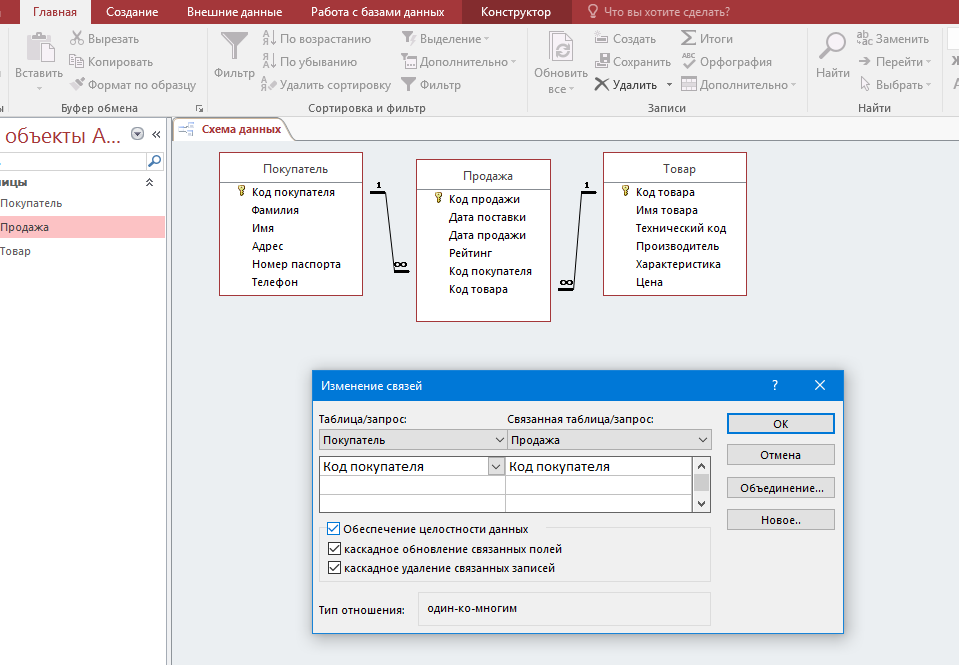 Главная Создание Внешние данные Работа с базами данных Конструктор Что вы хотите сделать?
Вставить
Вырезать
Копировать
Формат по образцу
Буфер обмена
Фильтр
По возрастанию
По убыванию
Удалить сортировку
Выделение
Дополнительно
Фильтр
Сортировка и фильтр
Обновить
все
Создать
Сохранить
Удалить
Итоги
Орфография
Дополнительно
Записи
Найти
Заменить
Перейти
Выбрать
Найти
объекты А...
ницы
Покупатель
Продажа
Товар
Схема данных
Покупатель
Код покупателя
Фамилия
Имя
Адрес
Номер паспорта
Телефон
1
∞
Продажа
Код продажи
Дата поставки
Дата продажи
Рейтинг
Код покупателя
Код товара
1
∞
Товар
Код товара
Имя товара
Технический код
Производитель
Характеристика
Цена
Изменение связей ?
Таблица/запрос: Связанная таблица/запрос:
Покупатель Продажа
Код покупателя Код покупателя
Обеспечение целостности данных
каскадное обновление связанных полей
каскадное удаление связанных записей
Тип отношения: один-ко-многим
ОК
Отмена
Объединение...
Новое..